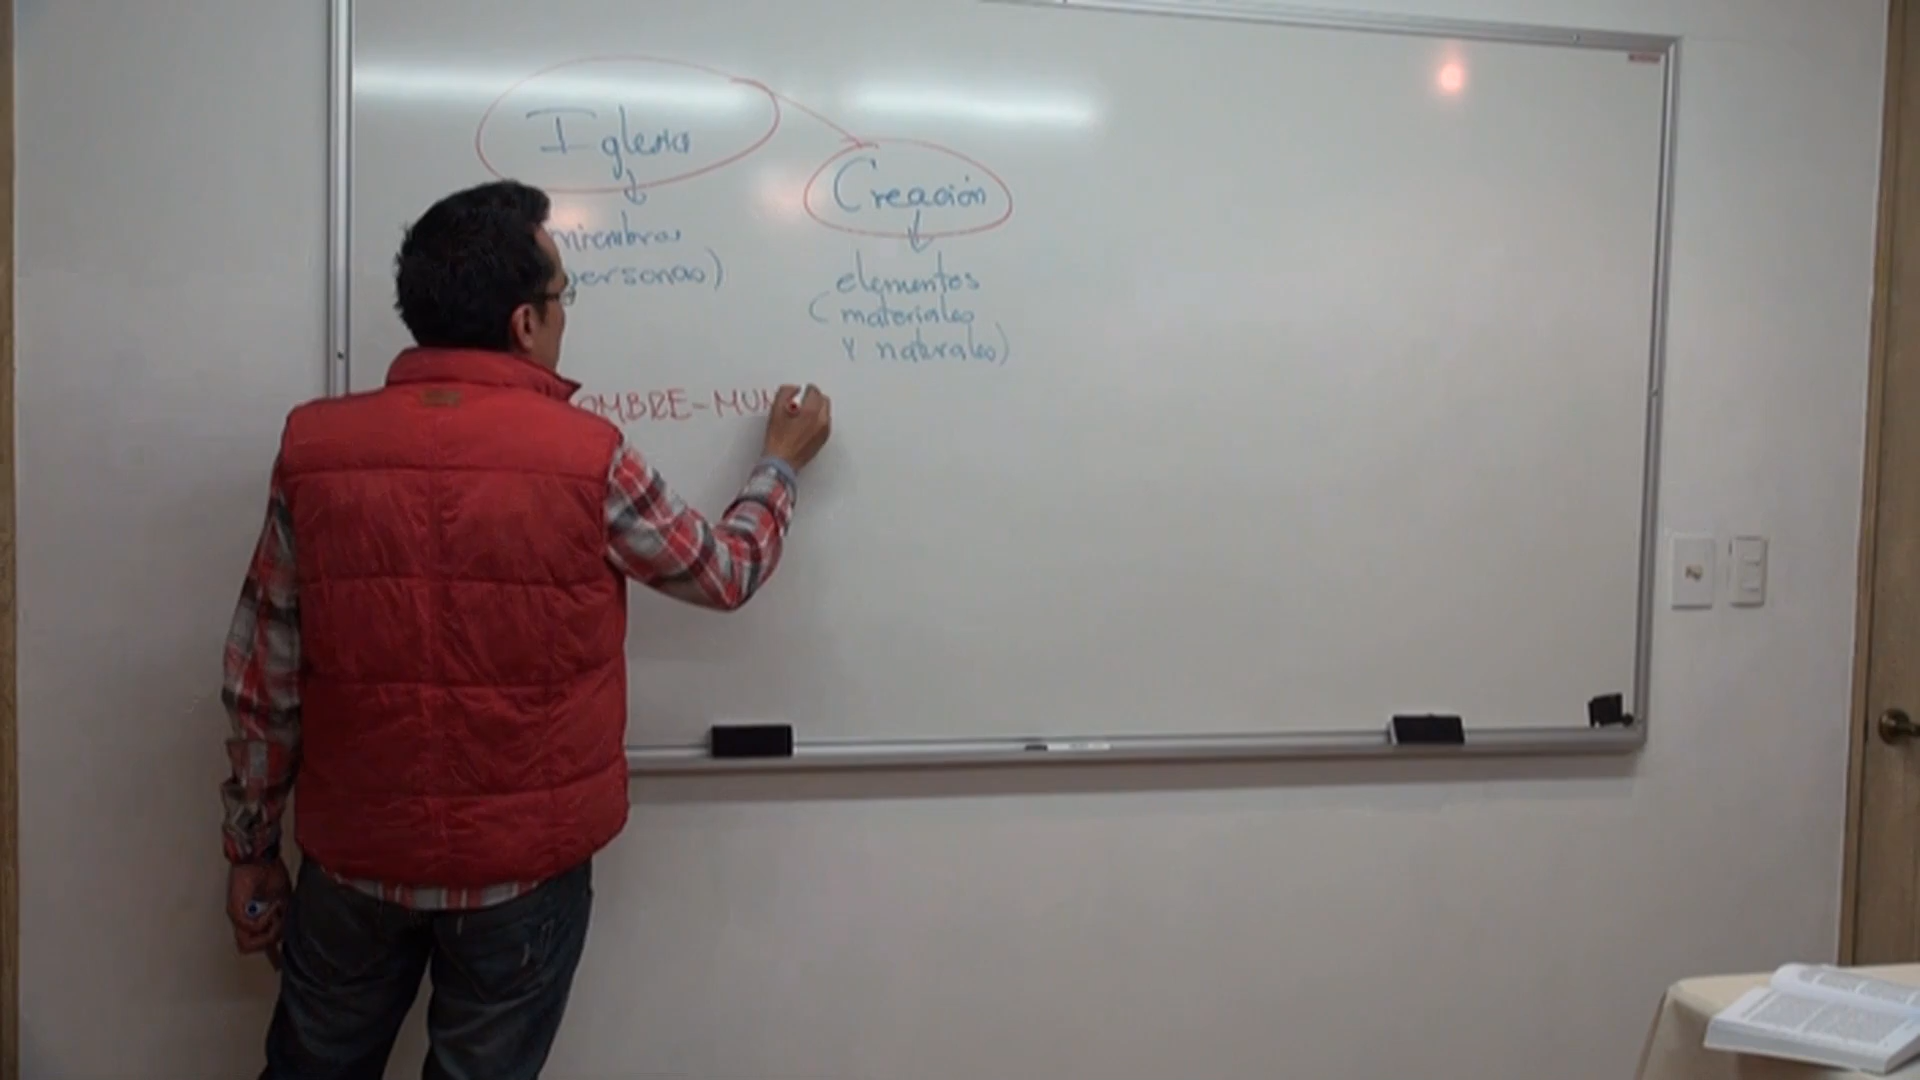 Iglesia
Creación
miembros
personas)
elementos
(materiales
y naturales)
OMBRE-MUN